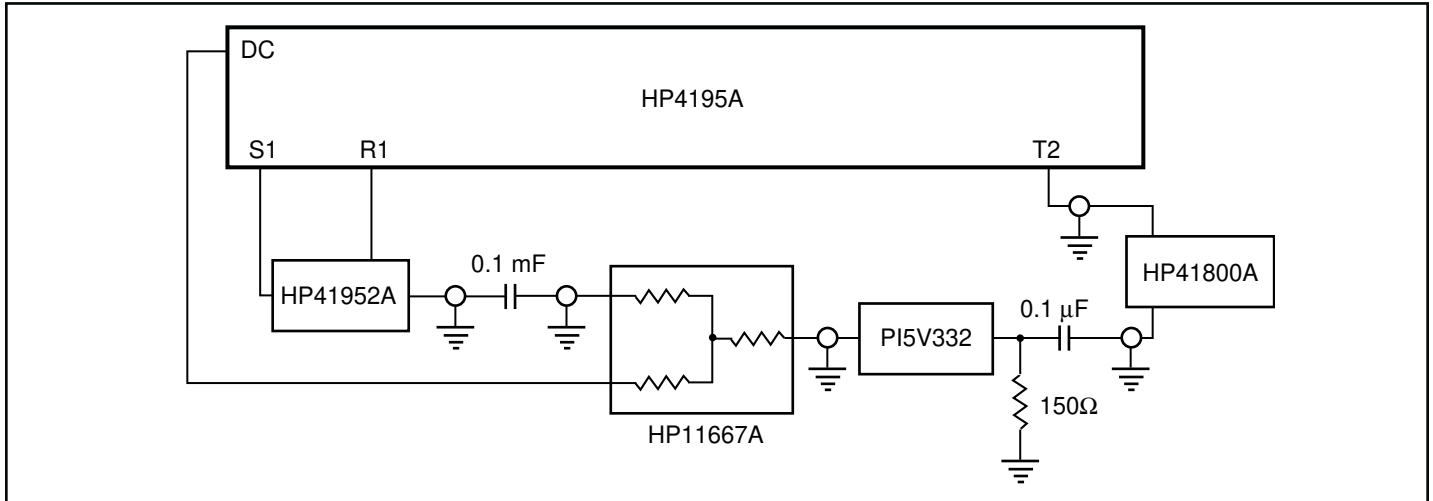 DC
HP4195A
S1 R1 T2
HP41952A
0.1 mF
HP11667A
PI5V332
0.1 μF
150Ω
HP41800A